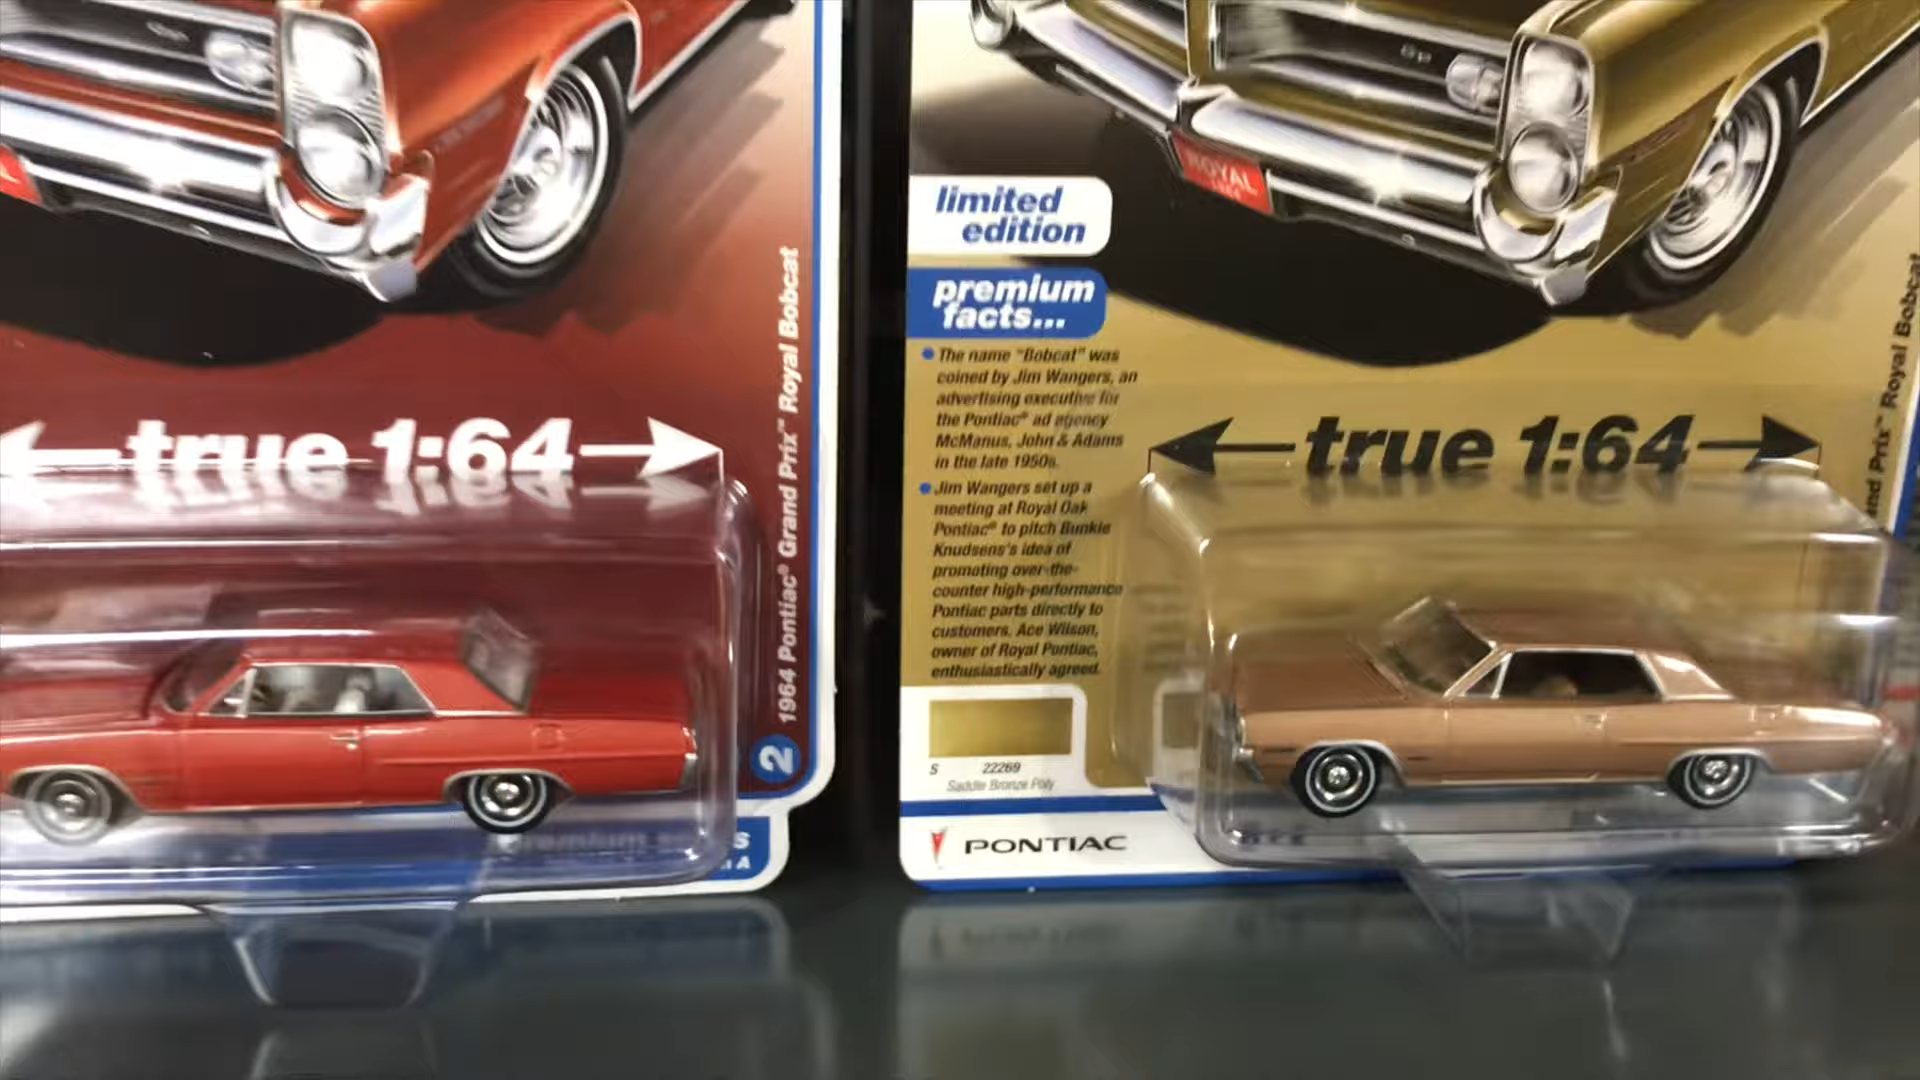 true 1:64
1964 Pontiac® Grand Prix™ Royal Bobcat
2
premium
A
GP
ROYAL
limited
edition
premium
facts...
The name "Bobcat" was
coined by Jim Wangers, an
advertising executive for
the Pontiac® ad agency
McManus, John & Adams
in the late 1950s.
Jim Wangers set up a
meeting at Royal Oak
Pontiac® to pitch Bunkie
Knudsens's idea of
promoting over-the-
counter high-performance
Pontiac parts directly to
customers. Ace Wilson,
owner of Royal Pontiac,
enthusiastically agreed.
S 22269
Saddle Bronze Poly
PONTIAC
true 1:64
Prix™ Royal Bobcat